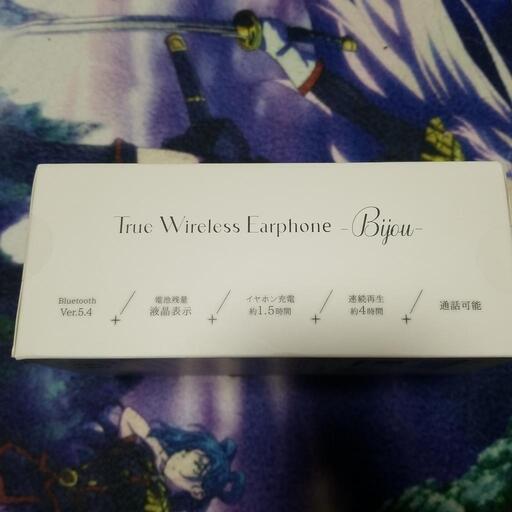 True Wireless Earphone -Bijou-
Bluetooth
Ver.5.4
電池残量
液晶表示
イヤホン充電
約1.5時間
連続再生
約4時間
通話可能